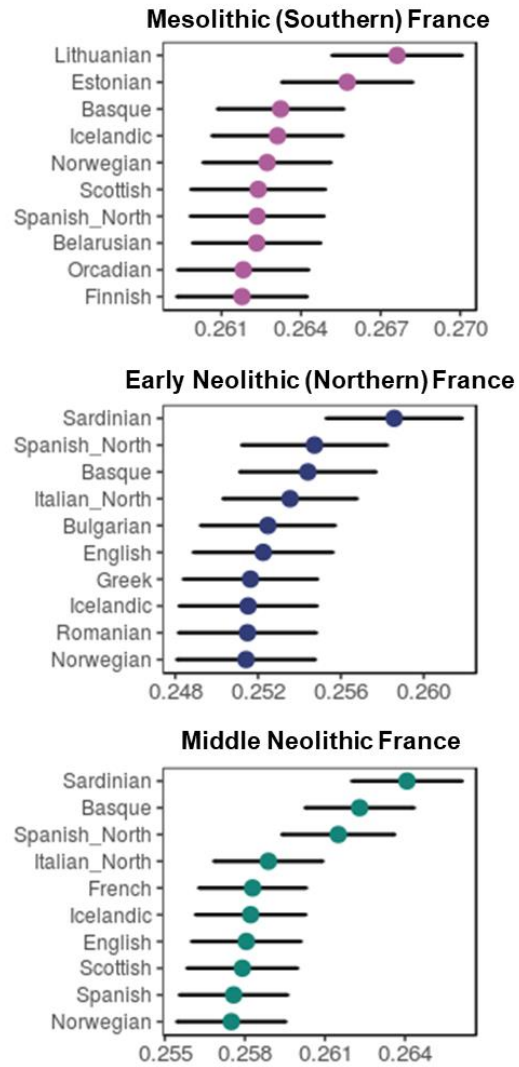 Mesolithic (Southern) France
Lithuanian
Estonian
Basque
Icelandic
Norwegian
Scottish
Spanish_North
Belarusian
Orcadian
Finnish
0.261 0.264 0.267 0.270
Early Neolithic (Northern) France
Sardinian
Spanish_North
Basque
Italian_North
Bulgarian
English
Greek
Icelandic
Romanian
Norwegian
0.248 0.252 0.256 0.260
Middle Neolithic France
Sardinian
Basque
Spanish_North
Italian_North
French
Icelandic
English
Scottish
Spanish
Norwegian
0.255 0.258 0.261 0.264